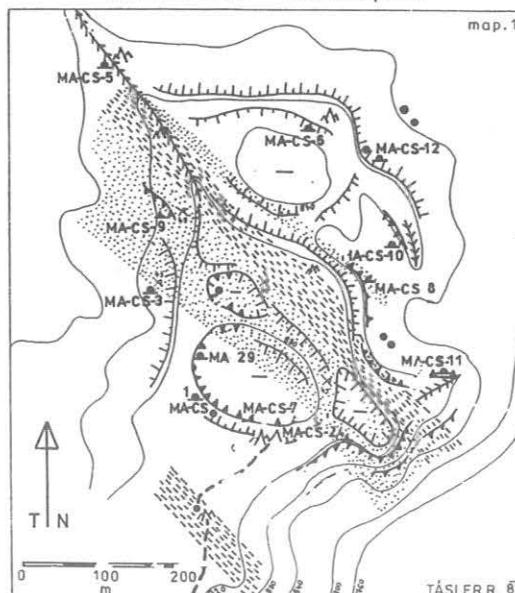 map.1
MA-CS-5
MA-CS-6
MA-CS-12
MA-CS-9
IA-CS-10
MA-CS-3
MA-CS 8
MA 29
MA-CS-11
1
MA-CS
MA-CS-7
MA-CS-2
T N
0 100 200
m
TÁSLER R. 8